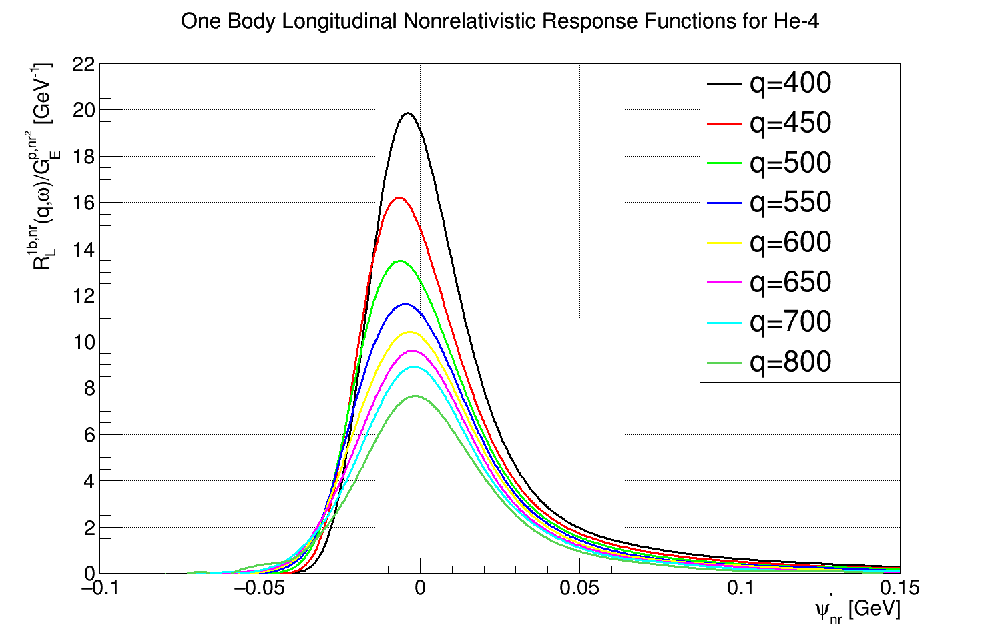 One Body Longitudinal Nonrelativistic Response Functions for He-4
R_L^{1b,nr}(q,ω)/G_E^{p,nr^2} [GeV^{-1}]
22
20
18
16
14
12
10
8
6
4
2
0
q=400
q=450
q=500
q=550
q=600
q=650
q=700
q=800
−0.1 −0.05 0 0.05 0.1 0.15
ψ'_{nr} [GeV]